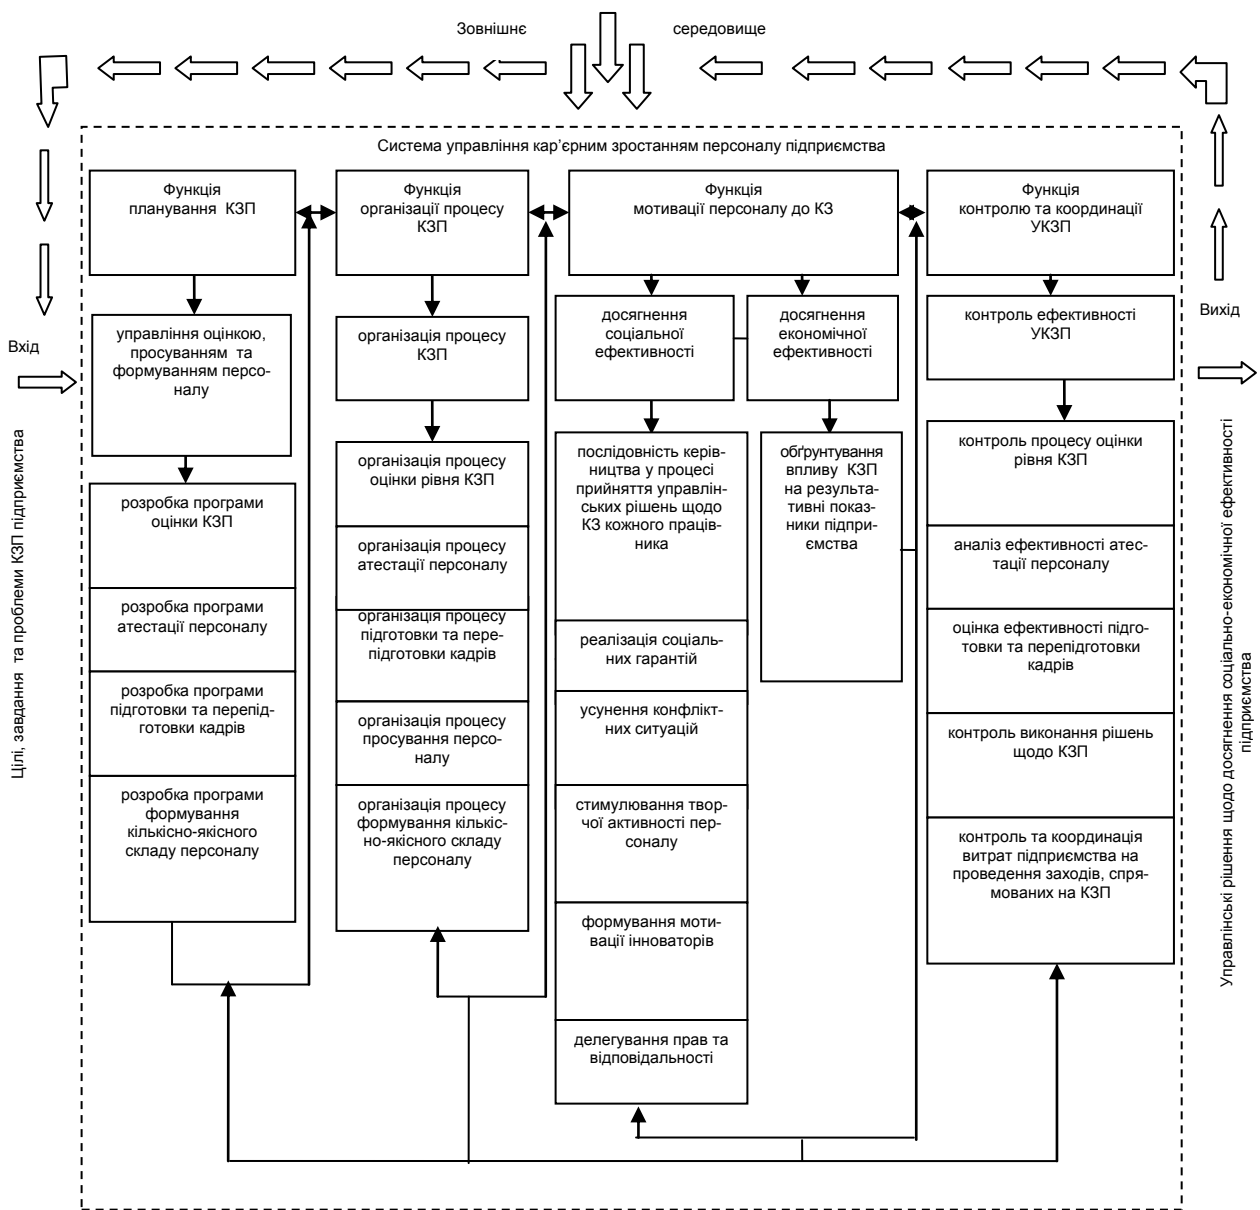 Зовнішнє середовище
Система управління кар’єрним зростанням персоналу підприємства
Вхід
Цілі, завдання та проблеми КЗП підприємства
Функція
планування КЗП
управління оцінкою,
просуванням та
формуванням персо-
налу
розробка програми
оцінки КЗП
розробка програми
атестації персоналу
розробка програми
підготовки та перепід-
готовки кадрів
розробка програми
формування
кількісно-якісного
складу персоналу
Функція
організації процесу
КЗП
організація процесу
КЗП
організація процесу
оцінки рівня КЗП
організація процесу
атестації персоналу
організація процесу
підготовки та пере-
підготовки кадрів
організація процесу
просування персо-
налу
організація процесу
формування кількіс-
но-якісного складу
персоналу
Функція
мотивації персоналу до КЗ
досягнення
соціальної
ефективності
послідовність керів-
ництва у процесі
прийняття управлін-
ських рішень щодо
КЗ кожного праців-
ника
реалізація соціаль-
них гарантій
усунення конфлікт-
них ситуацій
стимулювання твор-
чої активності пер-
соналу
формування моти-
вації інноваторів
делегування прав та
відповідальності
досягнення
економічної
ефективності
обґрунтування
впливу КЗП
на результа-
тивні показ-
ники підпри-
ємства
Функція
контролю та координації
УКЗП
контроль ефективності
УКЗП
контроль процесу оцінки
рівня КЗП
аналіз ефективності атес-
тації персоналу
оцінка ефективності підго-
товки та перепідготовки
кадрів
контроль виконання рішень
щодо КЗП
контроль та координація
витрат підприємства на
проведення заходів, спря-
мованих на КЗП
Вихід
Управлінські рішення щодо досягнення соціально-економічної ефективності
підприємства